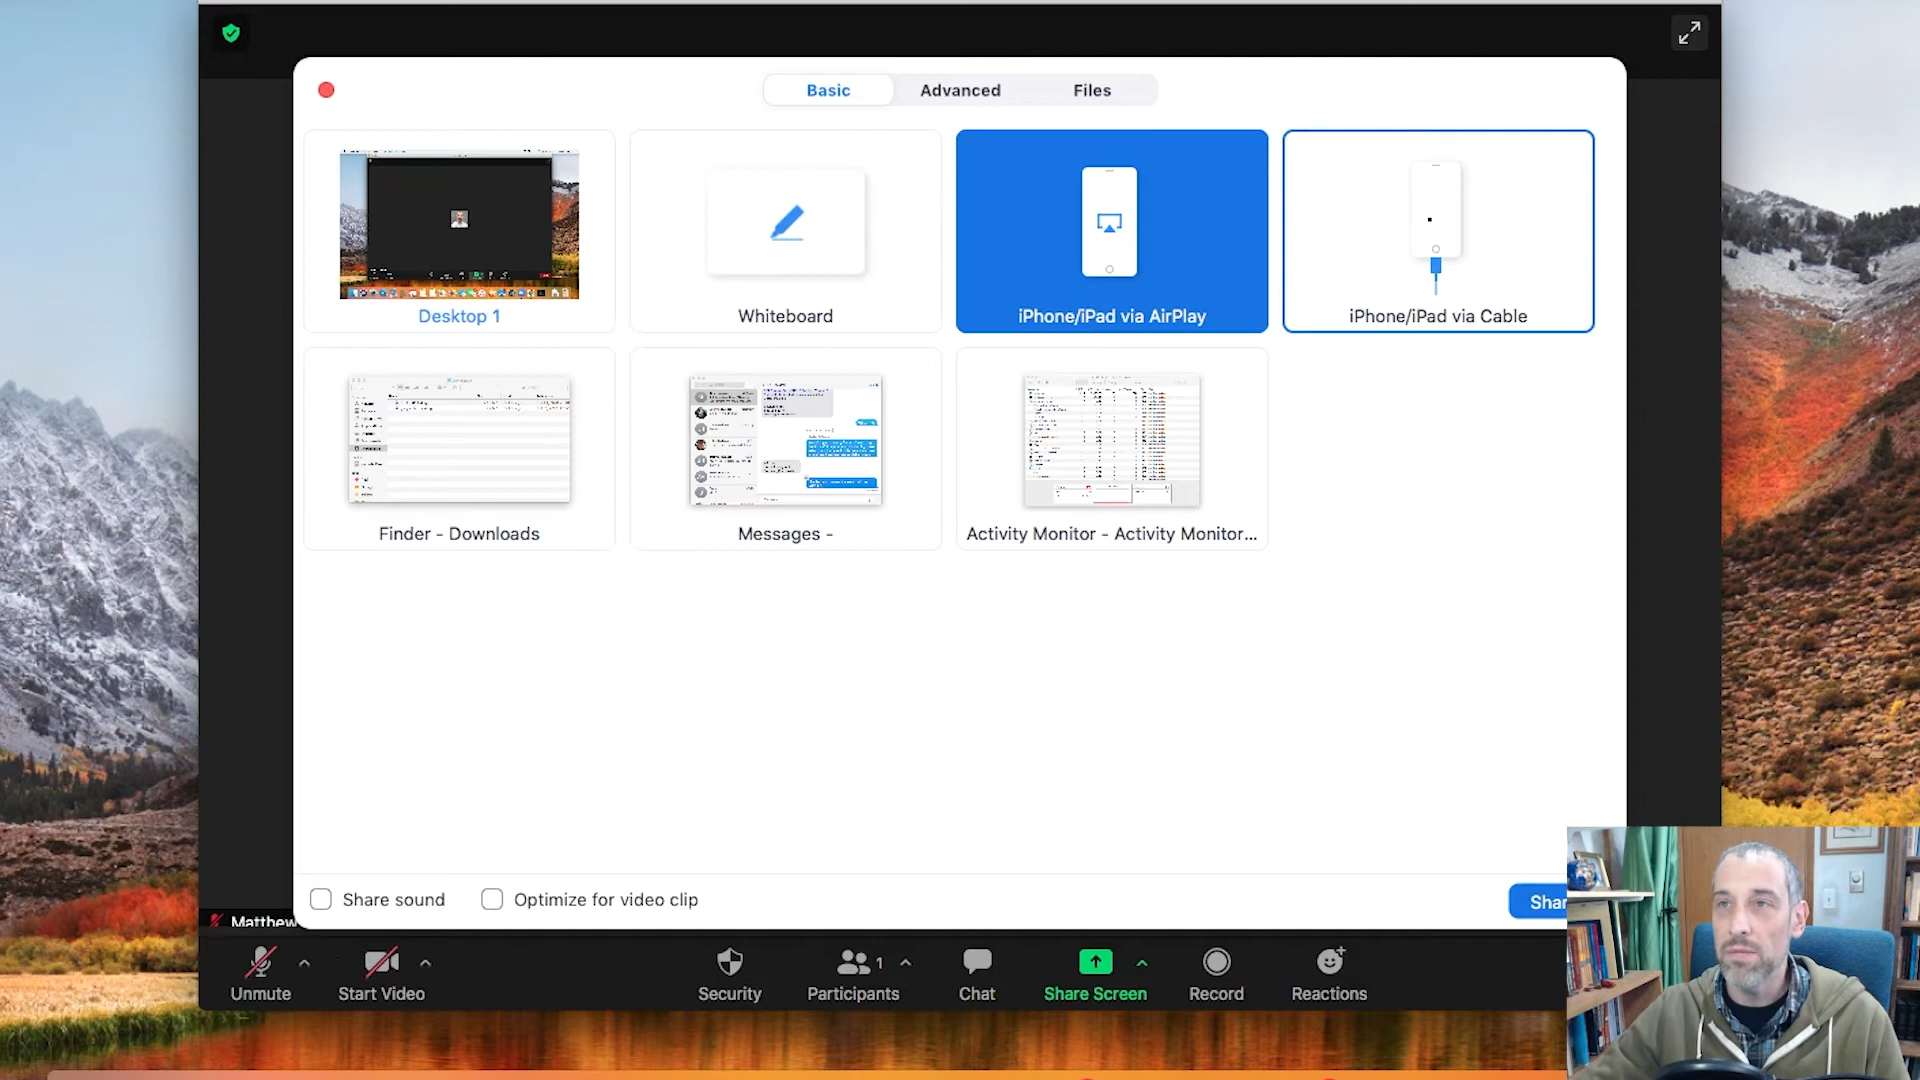 Basic
Advanced
Files
Desktop 1
Whiteboard
iPhone/iPad via AirPlay
iPhone/iPad via Cable
Finder - Downloads
Messages -
Activity Monitor - Activity Monitor...
Share sound
Optimize for video clip
Shar
Matthew
Unmute
Start Video
Security
1
Participants
Chat
Share Screen
Record
Reactions